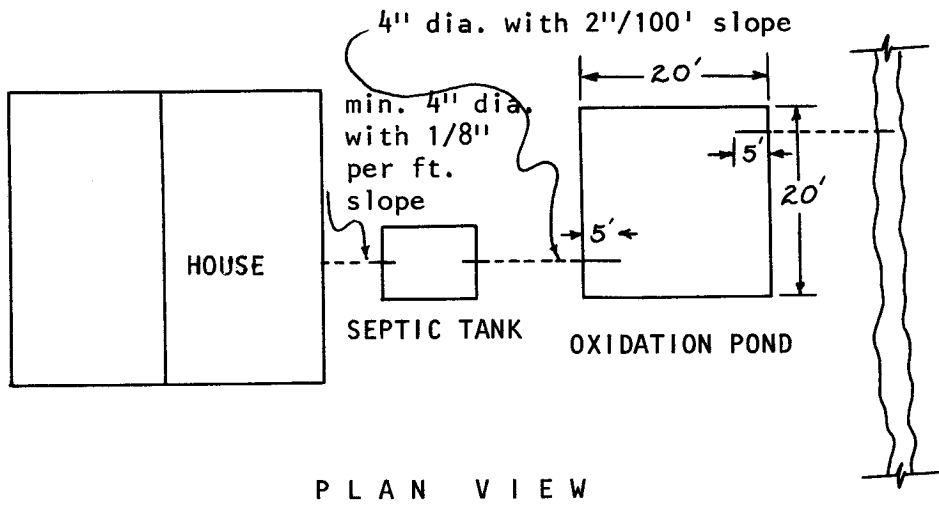 4" dia. with 2"/100' slope
20'
min. 4" dia.
with 1/8"
per ft.
slope
5'
20'
5'
HOUSE
SEPTIC TANK
OXIDATION POND
PLAN VIEW